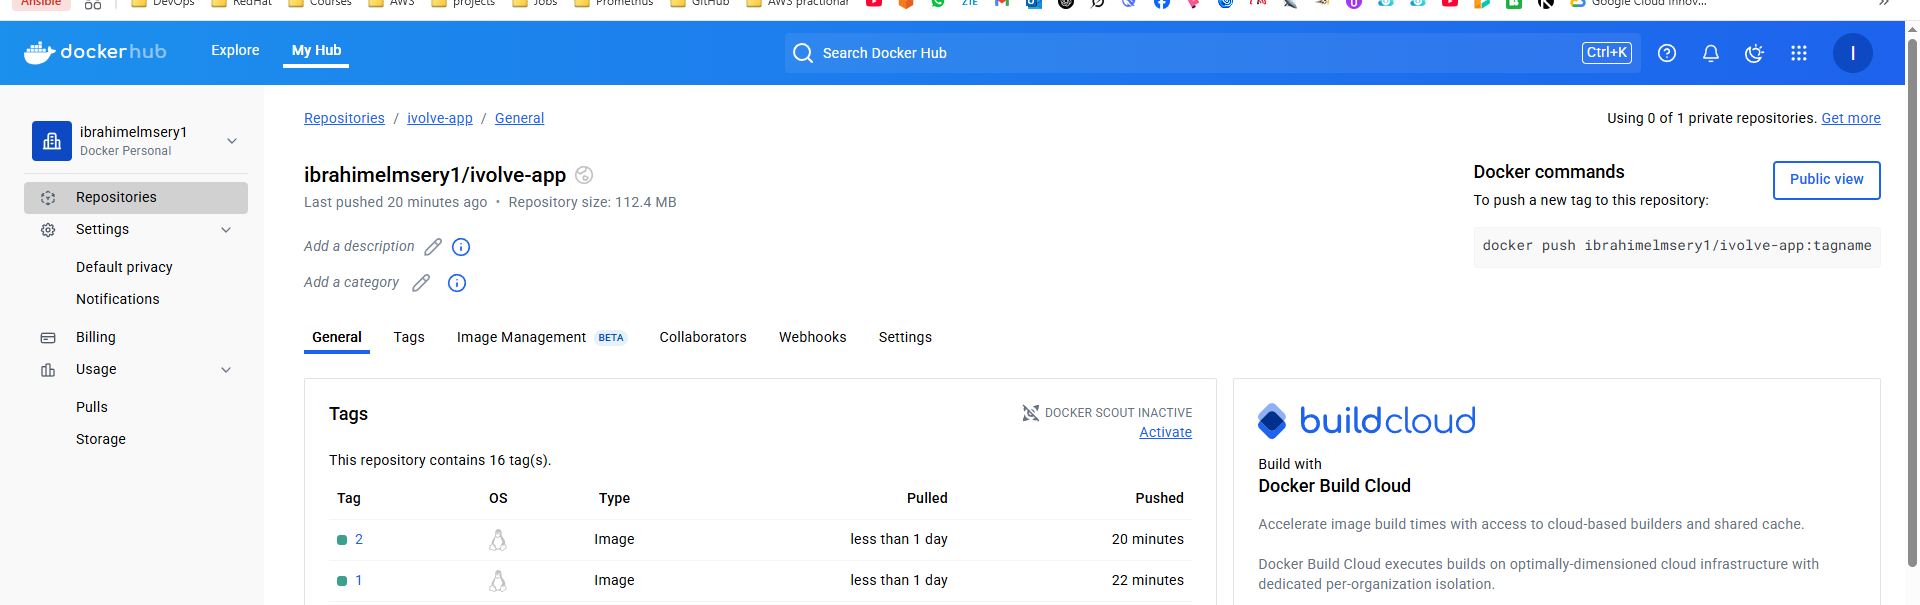 Ansible
DevOps
RedHat
Courses
AWS
projects
Jobs
Prometheus
GitHub
AWS practionar
Google Cloud Innov...
dockerhub
Explore
My Hub
Search Docker Hub
Ctrl+K
I
ibrahimelmsery1
Docker Personal
Repositories
Settings
Default privacy
Notifications
Billing
Usage
Pulls
Storage
Repositories / ivolve-app / General
Using 0 of 1 private repositories. Get more
ibrahimelmsery1/ivolve-app
Last pushed 20 minutes ago • Repository size: 112.4 MB
Add a description
Add a category
Docker commands
Public view
To push a new tag to this repository:
docker push ibrahimelmsery1/ivolve-app:tagname
General Tags Image Management BETA Collaborators Webhooks Settings
Tags
DOCKER SCOUT INACTIVE
Activate
This repository contains 16 tag(s).
Tag OS Type Pulled Pushed
2 Image less than 1 day 20 minutes
1 Image less than 1 day 22 minutes
buildcloud
Build with
Docker Build Cloud
Accelerate image build times with access to cloud-based builders and shared cache.
Docker Build Cloud executes builds on optimally-dimensioned cloud infrastructure with
dedicated per-organization isolation.